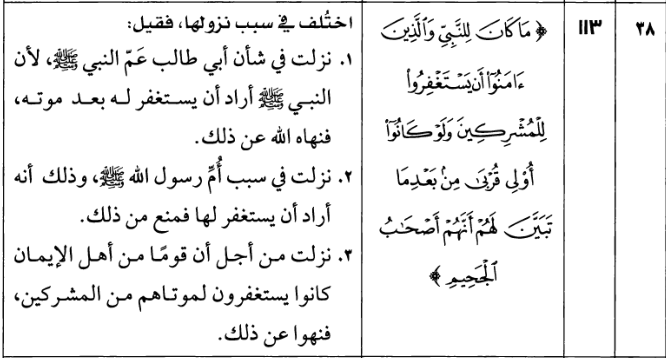 ٣٨
١١٣
﴿ مَا كَانَ لِلنَّبِيِّ وَالَّذِينَ
ءَامَنُوٓا۟ أَن يَسْتَغْفِرُوا۟
لِلْمُشْرِكِينَ وَلَوْ كَانُوٓا۟
أُو۟لِى قُرْبَىٰ مِنۢ بَعْدِ مَا
تَبَيَّنَ لَهُمْ أَنَّهُمْ أَصْحَٰبُ
الْجَحِيمِ ﴾
اختُلف في سبب نزولها، فقيل:
١. نزلت في شأن أبي طالب عَمّ النبي ﷺ، لأن
النبي ﷺ أراد أن يستغفر له بعد موته،
فنهاه الله عن ذلك.
٢. نزلت في سبب أُمِّ رسول الله ﷺ، وذلك أنه
أراد أن يستغفر لها فمنع من ذلك.
٣. نزلت من أجل أن قومًا من أهل الإيمان
كانوا يستغفرون لموتاهم من المشركين،
فنهوا عن ذلك.